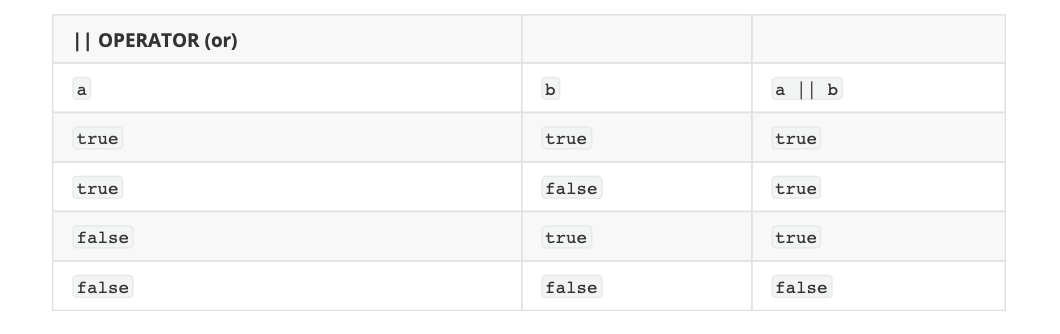 || OPERATOR (or)
a b a || b
true true true
true false true
false true true
false false false